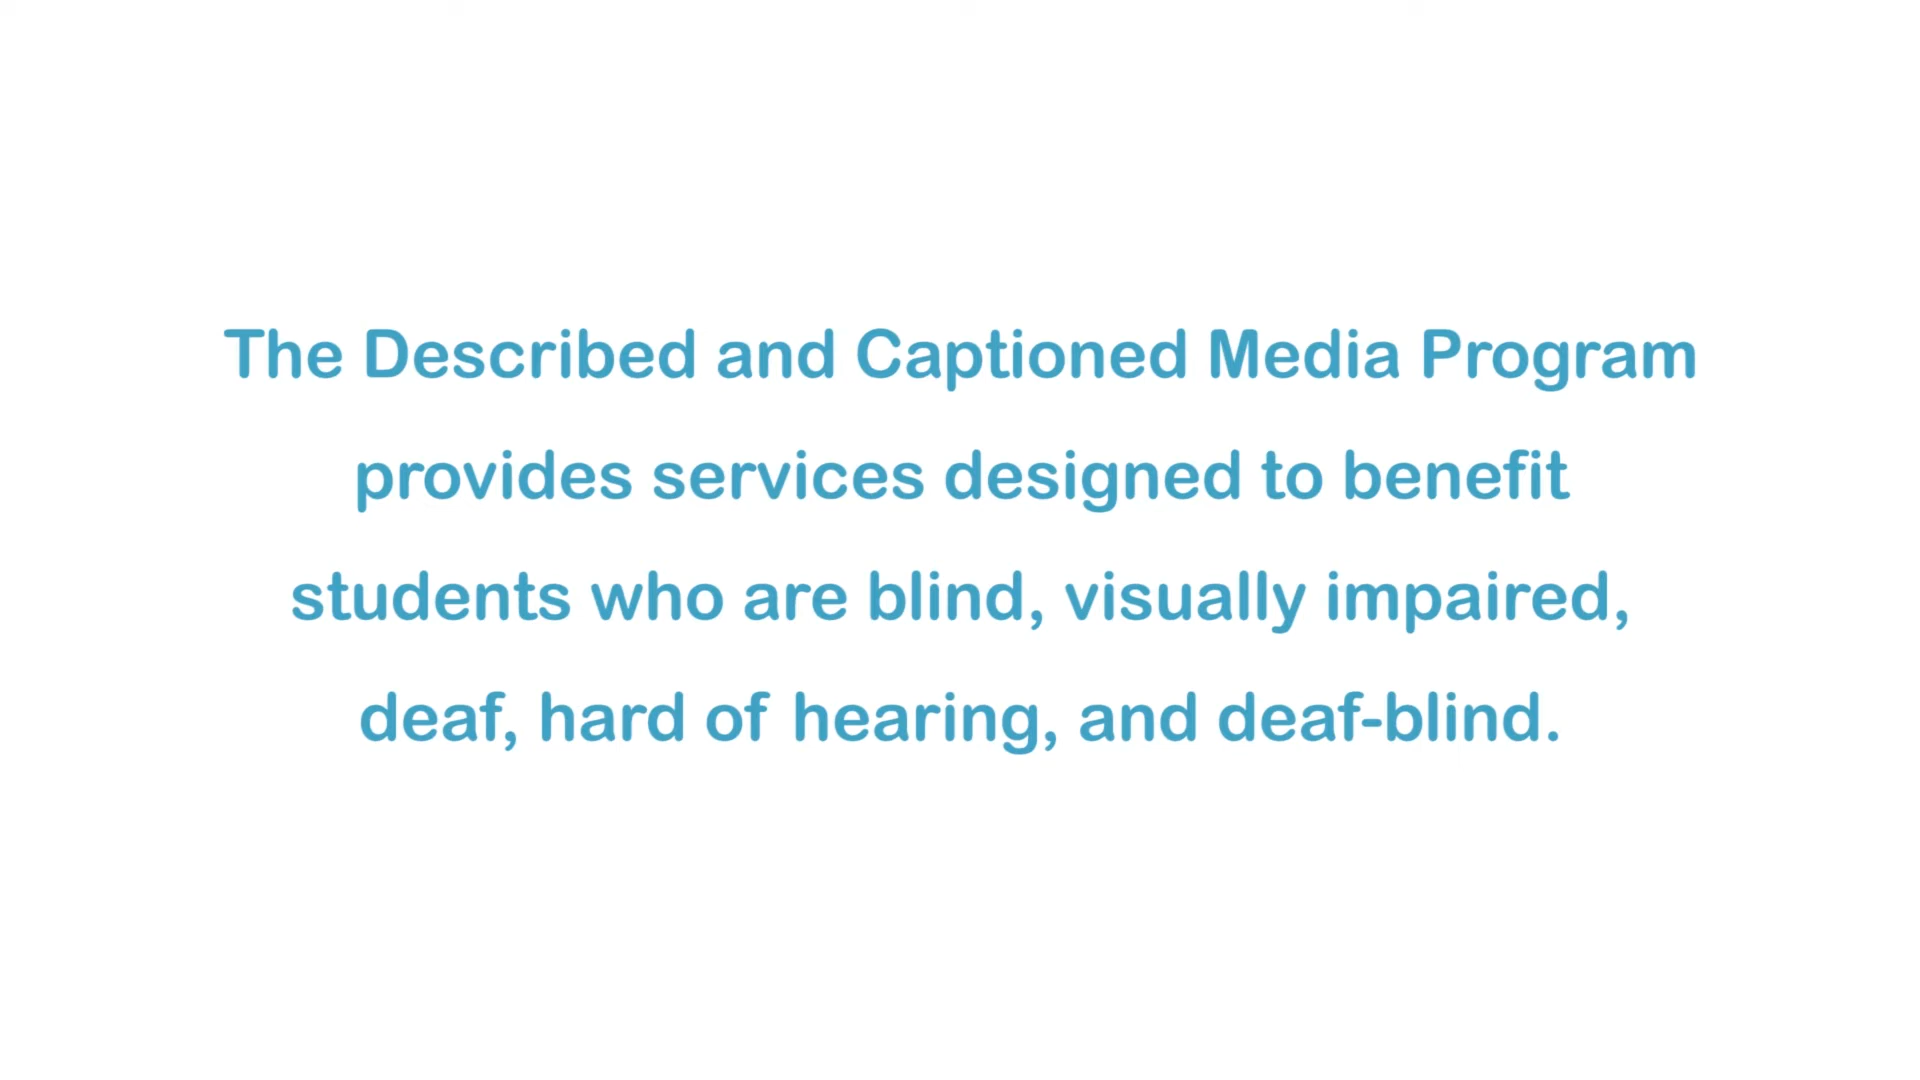 The Described and Captioned Media Program
provides services designed to benefit
students who are blind, visually impaired,
deaf, hard of hearing, and deaf-blind.